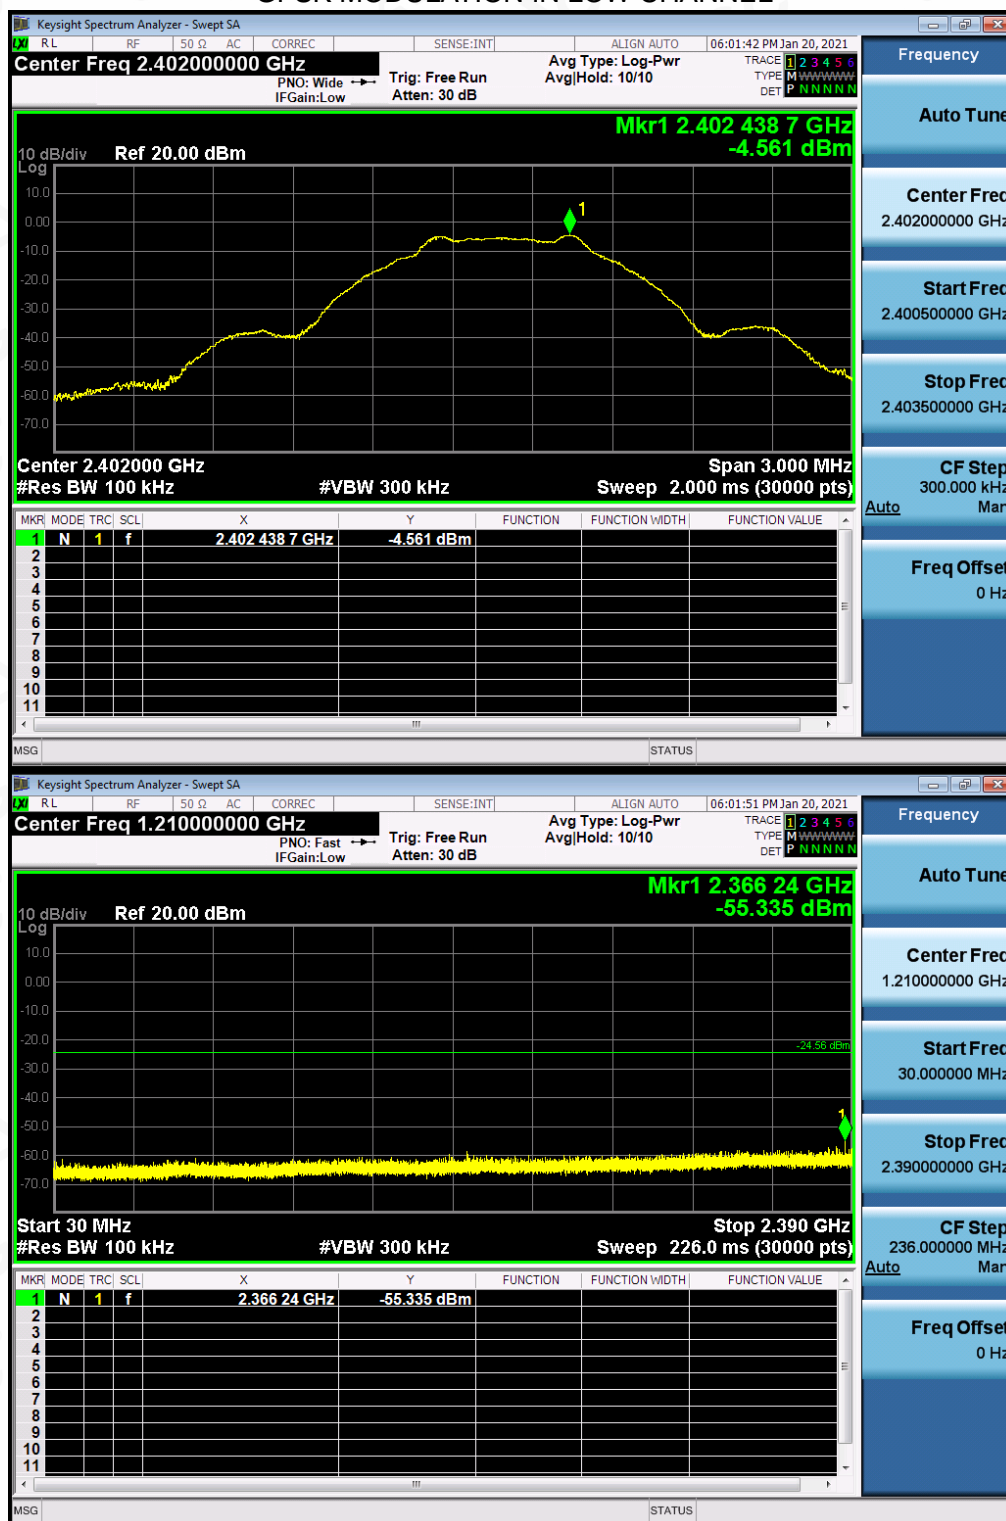 Keysight Spectrum Analyzer - Swept SA
LXI RL RF 50 Ω AC CORREC SENSE:INT ALIGN AUTO 06:01:42 PM Jan 20, 2021
Center Freq 2.402000000 GHz
PNO: Wide
IFGain:Low
Trig: Free Run
Atten: 30 dB
Avg Type: Log-Pwr
Avg|Hold: 10/10
TRACE 1 2 3 4 5 6
TYPE M W W W W W
DET P N N N N N
Mkr1 2.402 438 7 GHz
-4.561 dBm
10 dB/div Ref 20.00 dBm
Log
10.0
0.00
-10.0
-20.0
-30.0
-40.0
-50.0
-60.0
-70.0
1
Center 2.402000 GHz Span 3.000 MHz
#Res BW 100 kHz #VBW 300 kHz Sweep 2.000 ms (30000 pts)
MKR MODE TRC SCL X Y FUNCTION FUNCTION WIDTH FUNCTION VALUE
1 N 1 f 2.402 438 7 GHz -4.561 dBm
2
3
4
5
6
7
8
9
10
11
MSG STATUS
Frequency
Auto Tune
Center Freq
2.402000000 GHz
Start Freq
2.400500000 GHz
Stop Freq
2.403500000 GHz
CF Step
300.000 kHz
Auto Man
Freq Offset
0 Hz
Keysight Spectrum Analyzer - Swept SA
LXI RL RF 50 Ω AC CORREC SENSE:INT ALIGN AUTO 06:01:51 PM Jan 20, 2021
Center Freq 1.210000000 GHz
PNO: Fast
IFGain:Low
Trig: Free Run
Atten: 30 dB
Avg Type: Log-Pwr
Avg|Hold: 10/10
TRACE 1 2 3 4 5 6
TYPE M W W W W W
DET P N N N N N
Mkr1 2.366 24 GHz
-55.335 dBm
10 dB/div Ref 20.00 dBm
Log
10.0
0.00
-10.0
-20.0
-30.0
-40.0
-50.0
-60.0
-70.0
-24.56 dBm
1
Start 30 MHz Stop 2.390 GHz
#Res BW 100 kHz #VBW 300 kHz Sweep 226.0 ms (30000 pts)
MKR MODE TRC SCL X Y FUNCTION FUNCTION WIDTH FUNCTION VALUE
1 N 1 f 2.366 24 GHz -55.335 dBm
2
3
4
5
6
7
8
9
10
11
MSG STATUS
Frequency
Auto Tune
Center Freq
1.210000000 GHz
Start Freq
30.000000 MHz
Stop Freq
2.390000000 GHz
CF Step
236.000000 MHz
Auto Man
Freq Offset
0 Hz